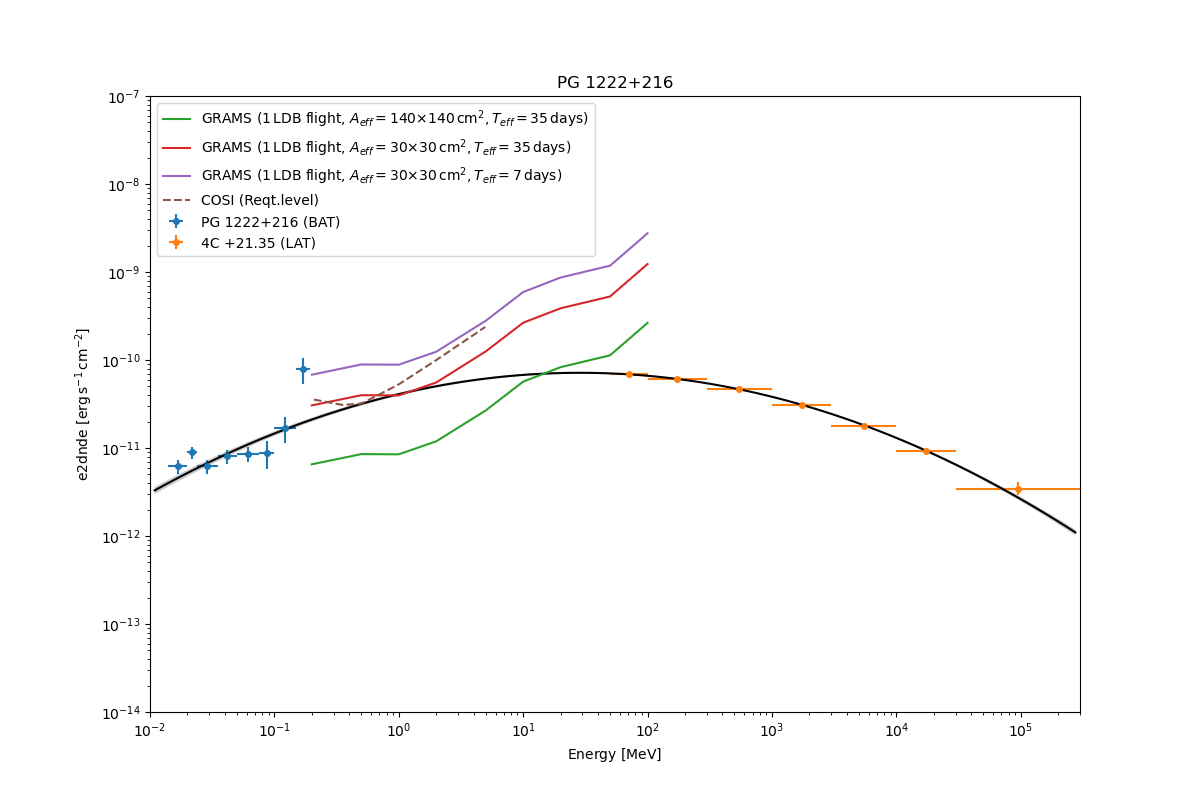 PG 1222+216
GRAMS (1 LDB flight, A_eff = 140×140 cm², T_eff = 35 days)
GRAMS (1 LDB flight, A_eff = 30×30 cm², T_eff = 35 days)
GRAMS (1 LDB flight, A_eff = 30×30 cm², T_eff = 7 days)
COSI (Reqt.level)
PG 1222+216 (BAT)
4C +21.35 (LAT)
e2dnde [erg s⁻¹ cm⁻²]
10⁻⁷
10⁻⁸
10⁻⁹
10⁻¹⁰
10⁻¹¹
10⁻¹²
10⁻¹³
10⁻¹⁴
10⁻² 10⁻¹ 10⁰ 10¹ 10² 10³ 10⁴ 10⁵
Energy [MeV]